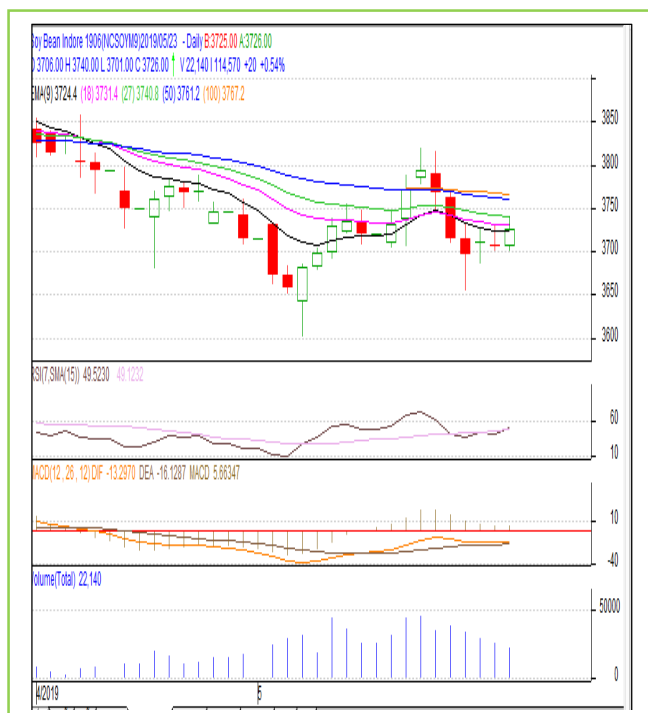 oy Bean Indore 1906(NCSOYM9)2019/05/23 - Daily B:3725.00 A:3726.00
3706.00 H 3740.00 L 3701.00 C 3726.00 ↑ V 22,140 I 114,570 +20 +0.54%
EMA(9) 3724.4 (18) 3731.4 (27) 3740.8 (50) 3761.2 (100) 3767.2
3850
3800
3750
3700
3650
3600
RSI(7,SMA(15)) 49.5230 49.1232
60
10
MACD(12 , 26 , 12) DIF -13.2970 DEA -16.1287 MACD 5.66347
10
-40
Volume(Total) 22,140
50000
0
4/2019 5